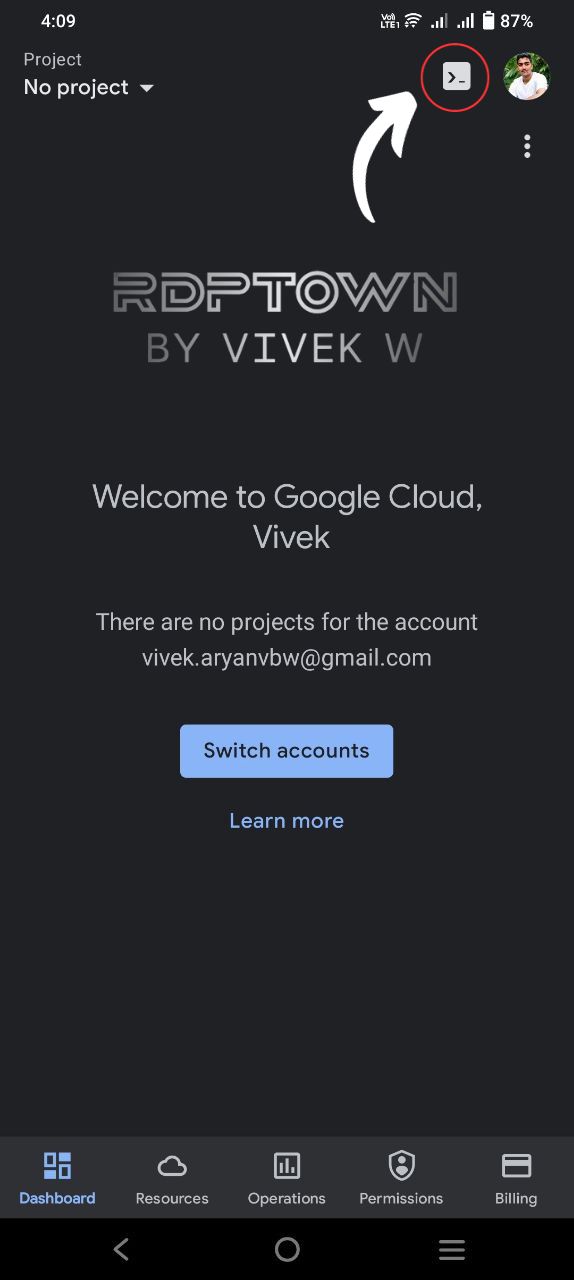 4:09
Vo)) LTE1 87%
Project
No project
RDPTOWN
BY VIVEK W
Welcome to Google Cloud,
Vivek
There are no projects for the account
vivek.aryanvbw@gmail.com
Switch accounts
Learn more
Dashboard Resources Operations Permissions Billing